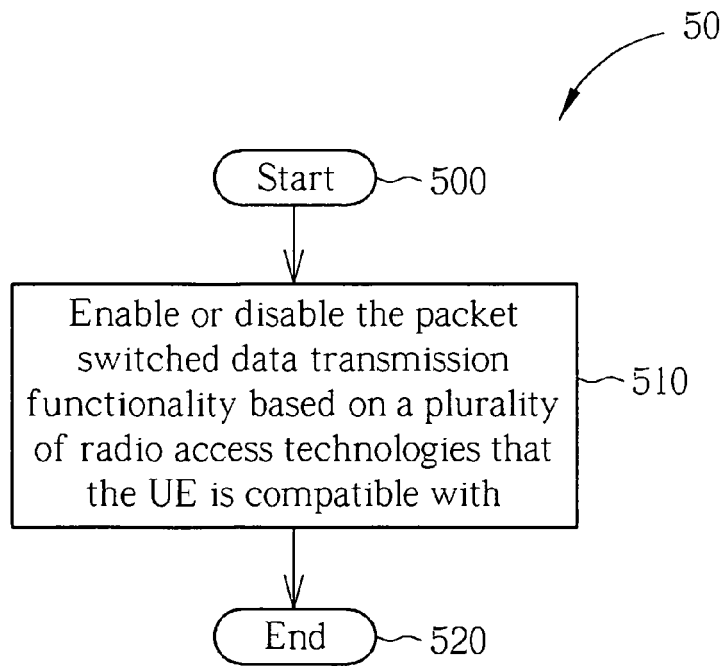 50
Start
500
Enable or disable the packet
switched data transmission
functionality based on a plurality
of radio access technologies that
the UE is compatible with
510
End
520